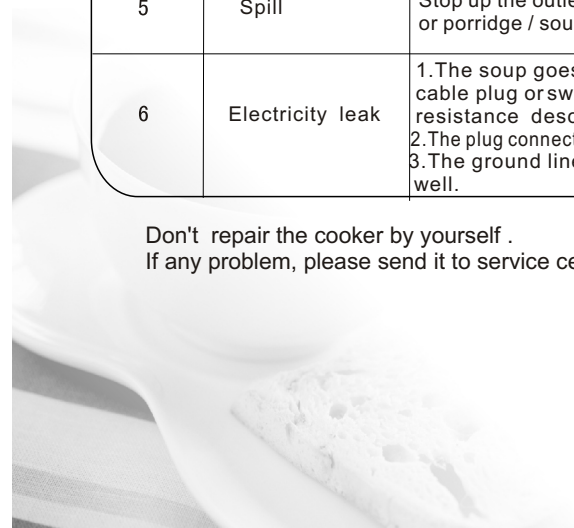 5
Spill
Stop up the outle
or porridge / sou
6
Electricity leak
1.The soup goes
cable plug or sw
resistance desc
2.The plug connect
3.The ground line
well.
Don't repair the cooker by yourself .
If any problem, please send it to service ce